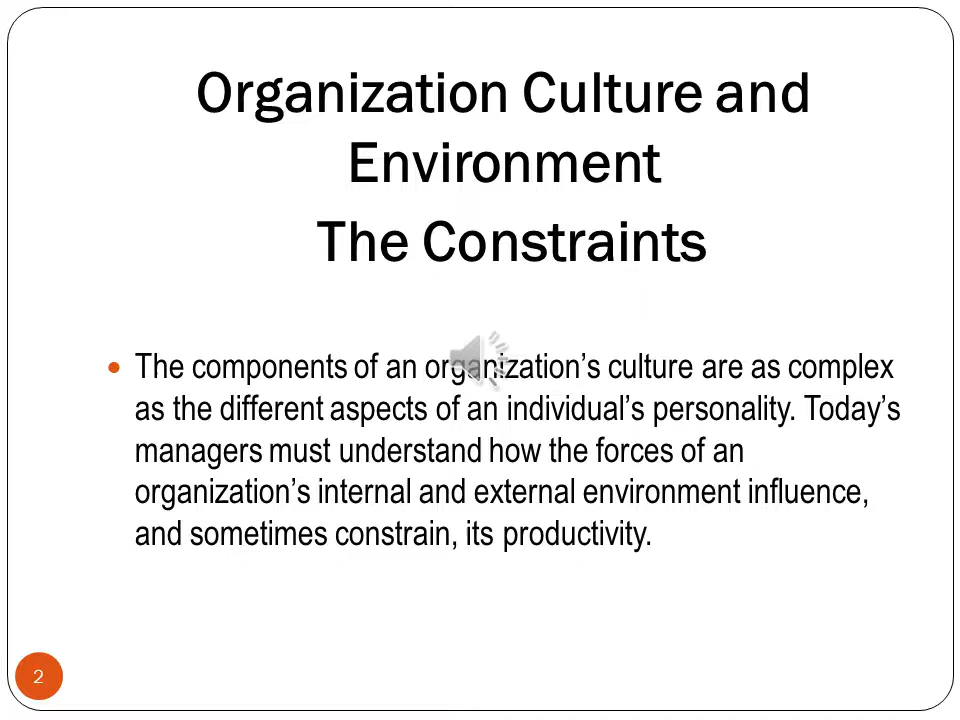 Organization Culture and
Environment
The Constraints
• The components of an organization's culture are as complex
as the different aspects of an individual's personality. Today's
managers must understand how the forces of an
organization's internal and external environment influence,
and sometimes constrain, its productivity.
2